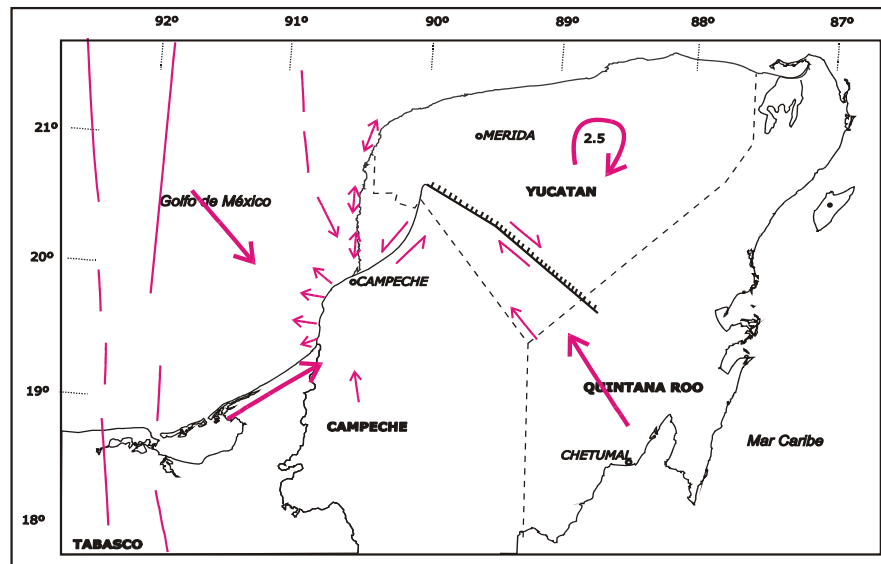 92º 91º 900 89º 88º 87º
21º
MERIDA
2.5
YUCATAN
Golfo de México
20º
CAMPECHE
19º
QUINTANA ROO
CAMPECHE
Mar Caribe
CHETUMAL
18º
TABASCO